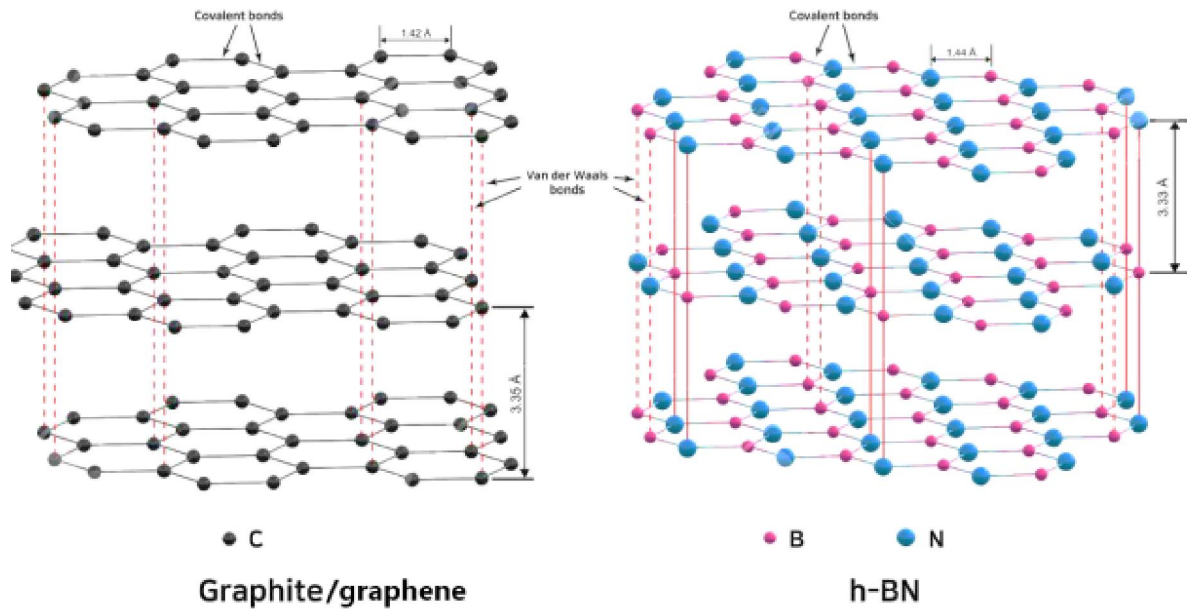 Covalent bonds
1.42 Å
Covalent bonds
1.44 Å
Van der Waals
bonds
3.33 Å
3.35 Å
C
B
N
Graphite/graphene
h-BN